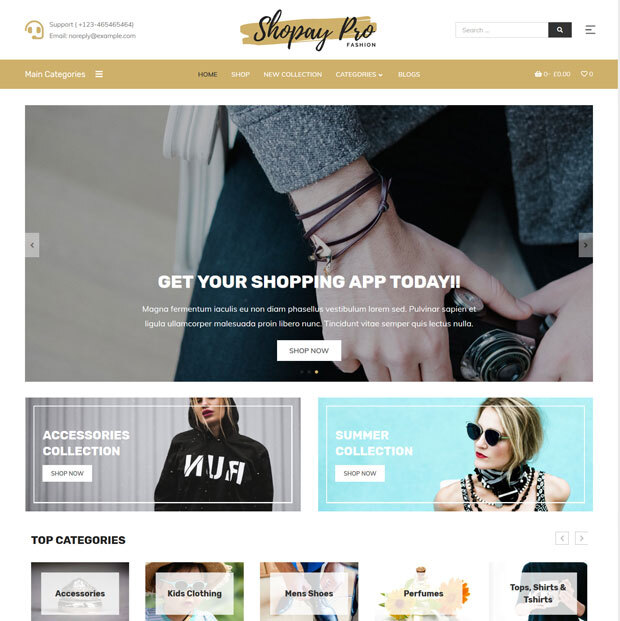 Support ( +123-465465464)
Email: noreply@example.com
Shopay Pro
FASHION
Search ...
Main Categories
HOME SHOP NEW COLLECTION CATEGORIES BLOGS
0- £0.00 0
GET YOUR SHOPPING APP TODAY!!
Magna fermentum iaculis eu non diam phasellus vestibulum lorem sed. Pulvinar sapien et
ligula ullamcorper malesuada proin libero nunc. Tincidunt vitae semper quis lectus nulla.
SHOP NOW
ACCESSORIES
COLLECTION
SHOP NOW
SUMMER
COLLECTION
SHOP NOW
TOP CATEGORIES
Accessories
Kids Clothing
Mens Shoes
Perfumes
Tops, Shirts &
Tshirts